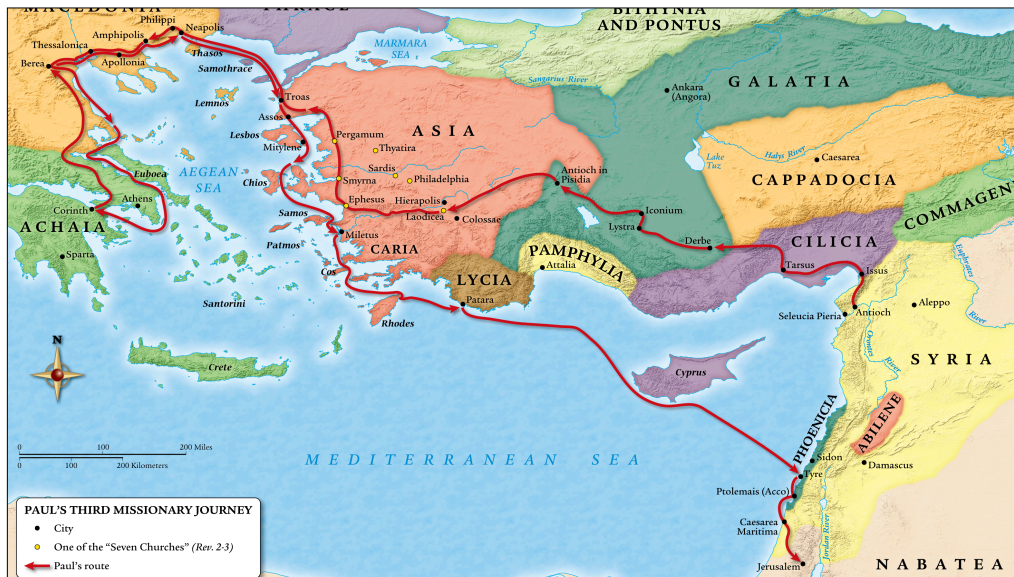 MACEDONIA
THRACE
BITHYNIA
AND PONTUS
Philippi
Neapolis
Amphipolis
Thessalonica
Apollonia
Berea
Thasos
Samothrace
MARMARA
SEA
Sangarius River
Ankara
(Angora)
GALATIA
Lemnos
Troas
Assos
ASIA
Lesbos
Mitylene
Pergamum
Thyatira
Lake
Tuz
Halys River
Caesarea
CAPPADOCIA
AEGEAN
SEA
Euboea
Chios
Sardis
Smyrna
Philadelphia
Antioch in
Pisidia
Athens
Corinth
ACHAIA
Samos
Ephesus
Hierapolis
Laodicea
Colossae
Iconium
Lystra
Derbe
COMMAGENE
Patmos
Miletus
CARIA
PAMPHYLIA
CILICIA
Sparta
Cos
LYCIA
Attalia
Tarsus
Issus
Euphrates
River
Santorini
Rhodes
Patara
Seleucia Pieria
Antioch
Aleppo
N
Crete
Cyprus
Orontes
River
SYRIA
0 100 200 Miles
0 100 200 Kilometers
MEDITERRANEAN SEA
PHOENICIA
ABILENE
Sidon
Damascus
Tyre
Ptolemais (Acco)
Caesarea
Maritima
Jordan River
Jerusalem
NABATEA
PAUL'S THIRD MISSIONARY JOURNEY
City
One of the “Seven Churches” (Rev. 2-3)
Paul's route